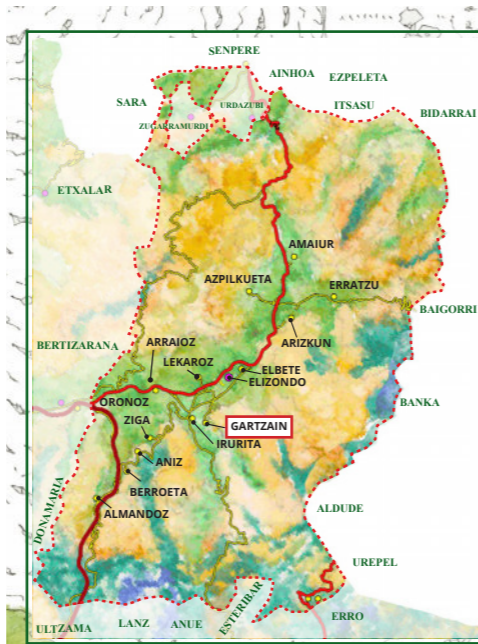 SENPERE
AINHOA
EZPELETA
SARA
URDAZUBI
ITSASU
ZUGARRAMURDI
BIDARRAI
ETXALAR
AMAIUR
AZPILKUETA
ERRATZU
BAIGORRI
ARIZKUN
BERTIZARANA
ARRAIOZ
LEKAROZ
ELBETE
ELIZONDO
ORONOZ
BANKA
ZIGA
GARTZAIN
IRURITA
ANIZ
BERROETA
ALMANDOZ
DONAMARIA
ALDUDE
UREPEL
ESTERIBAR
ERRO
LANZ
ANUE
ULTZAMA